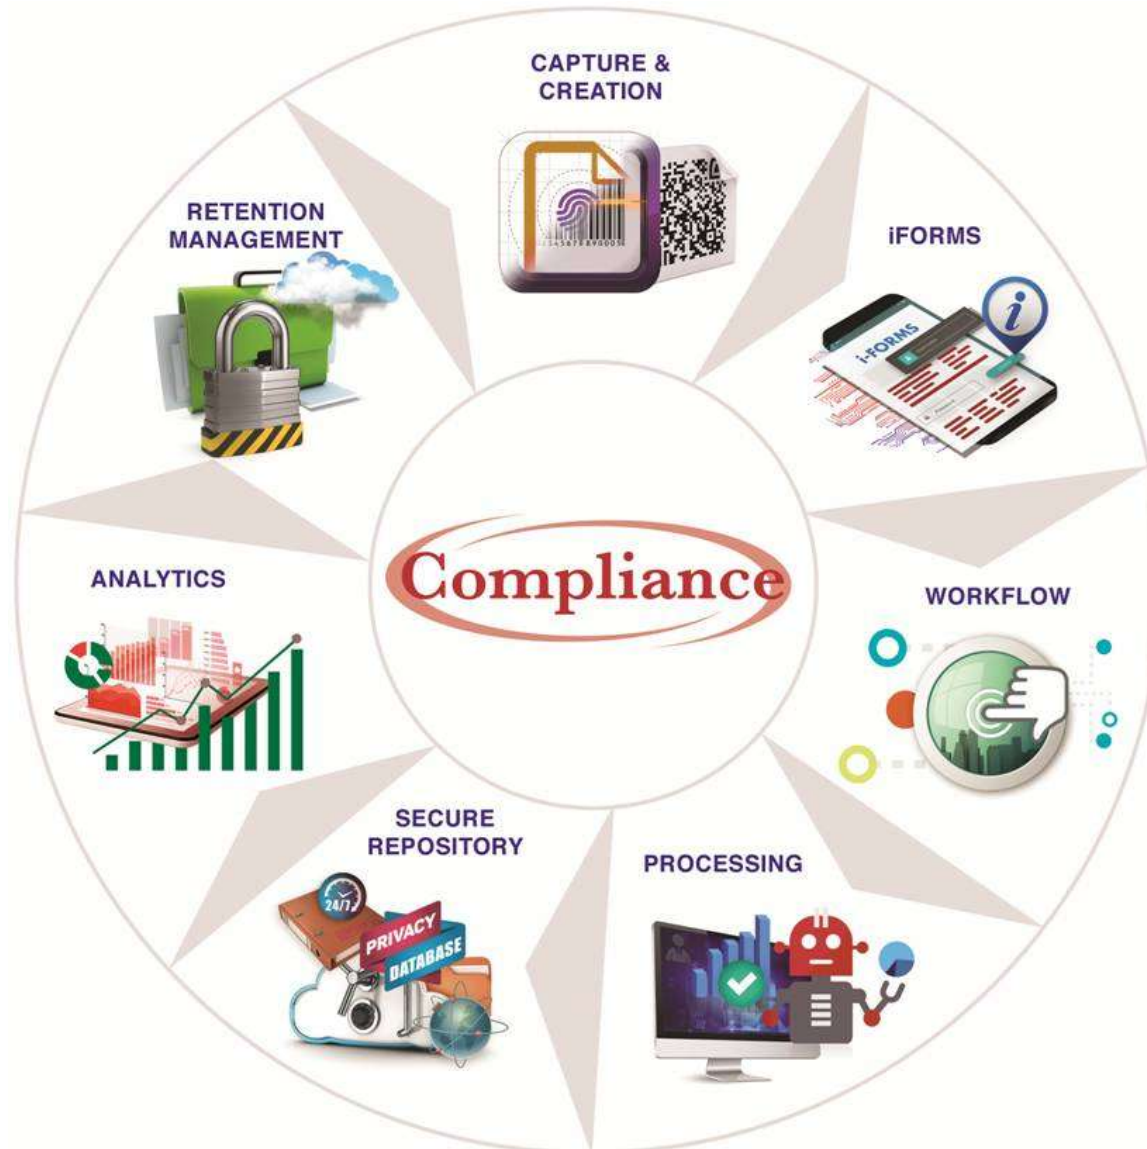 CAPTURE &
CREATION
iFORMS
i-FORMS
i
WORKFLOW
PROCESSING
SECURE
REPOSITORY
24/7
PRIVACY
DATABASE
ANALYTICS
RETENTION
MANAGEMENT
Compliance